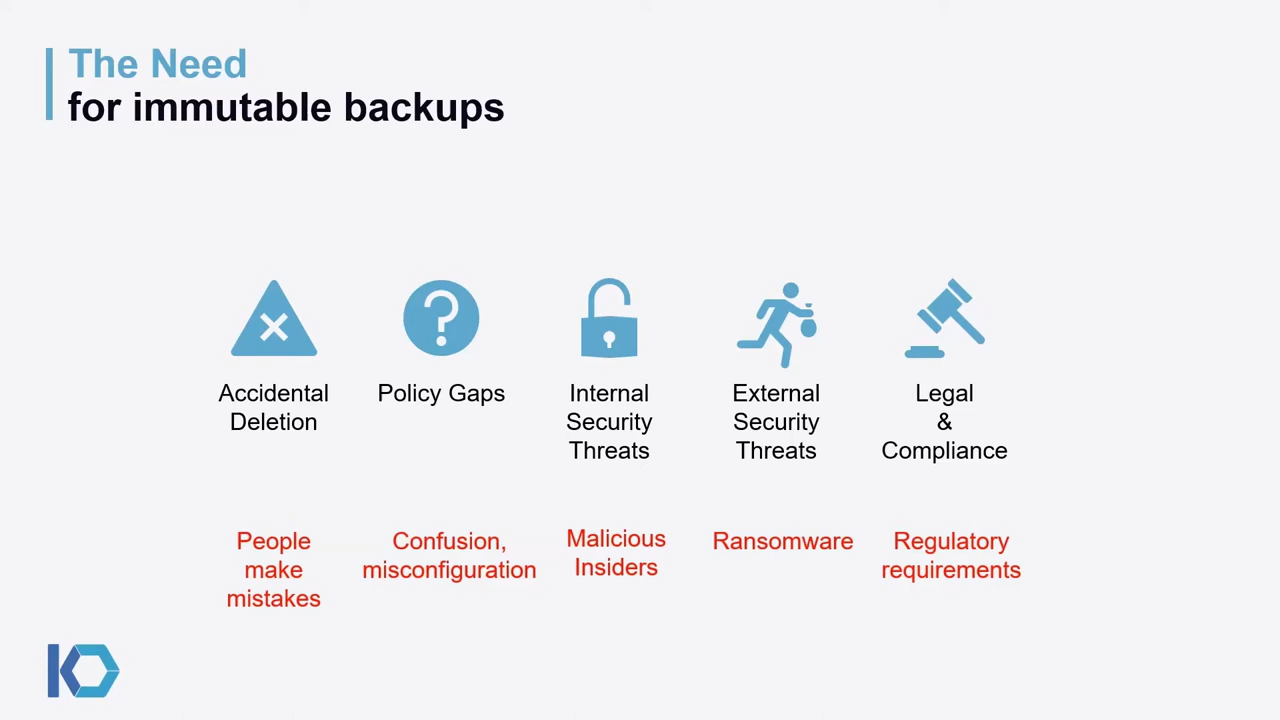 The Need
for immutable backups
Accidental
Deletion
Policy Gaps
Internal
Security
Threats
External
Security
Threats
Legal
&
Compliance
People
make
mistakes
Confusion,
misconfiguration
Malicious
Insiders
Ransomware
Regulatory
requirements